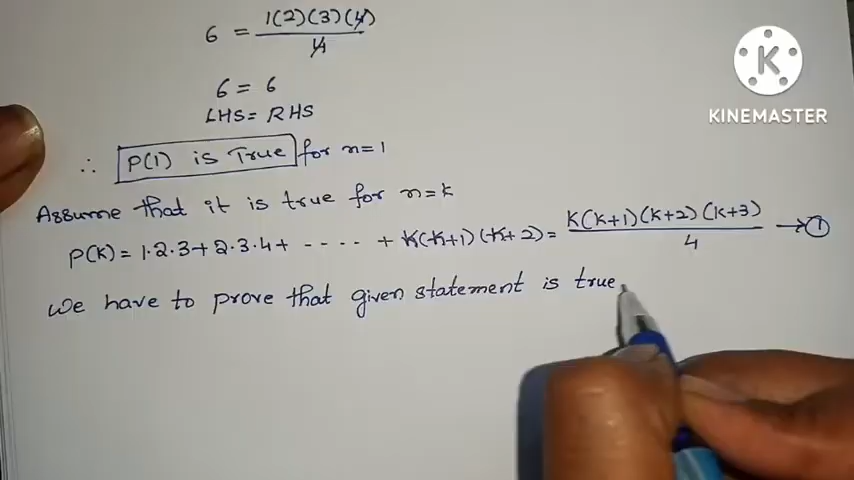 6 = 1(2)(3)(4) / 4
6 = 6
LHS = RHS
∴ P(1) is True for n=1
Assume that it is true for n=k
P(K) = 1.2.3+2.3.4+ ---- + K(K+1)(K+2) = K(K+1)(K+2)(K+3) / 4 → ①
We have to prove that given statement is true
K
KINEMASTER